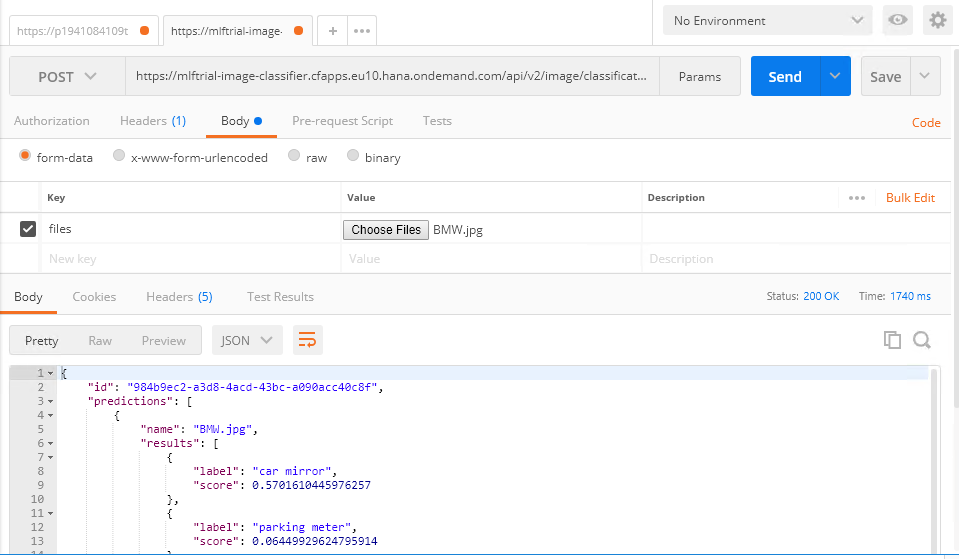 https://p1941084109t
https://mlftrial-image-
+
•••
No Environment
POST
https://mlftrial-image-classifier.cfapps.eu10.hana.ondemand.com/api/v2/image/classificat...
Params
Send
Save
Authorization
Headers (1)
Body
Pre-request Script
Tests
Code
form-data
x-www-form-urlencoded
raw
binary
Key
Value
Description
•••
Bulk Edit
files
Choose Files BMW.jpg
New key
Value
Description
Body
Cookies
Headers (5)
Test Results
Status: 200 OK
Time: 1740 ms
Pretty
Raw
Preview
JSON
1 {
2 "id": "984b9ec2-a3d8-4acd-43bc-a090acc40c8f",
3 "predictions": [
4 {
5 "name": "BMW.jpg",
6 "results": [
7 {
8 "label": "car mirror",
9 "score": 0.5701610445976257
10 },
11 {
12 "label": "parking meter",
13 "score": 0.06449929624795914